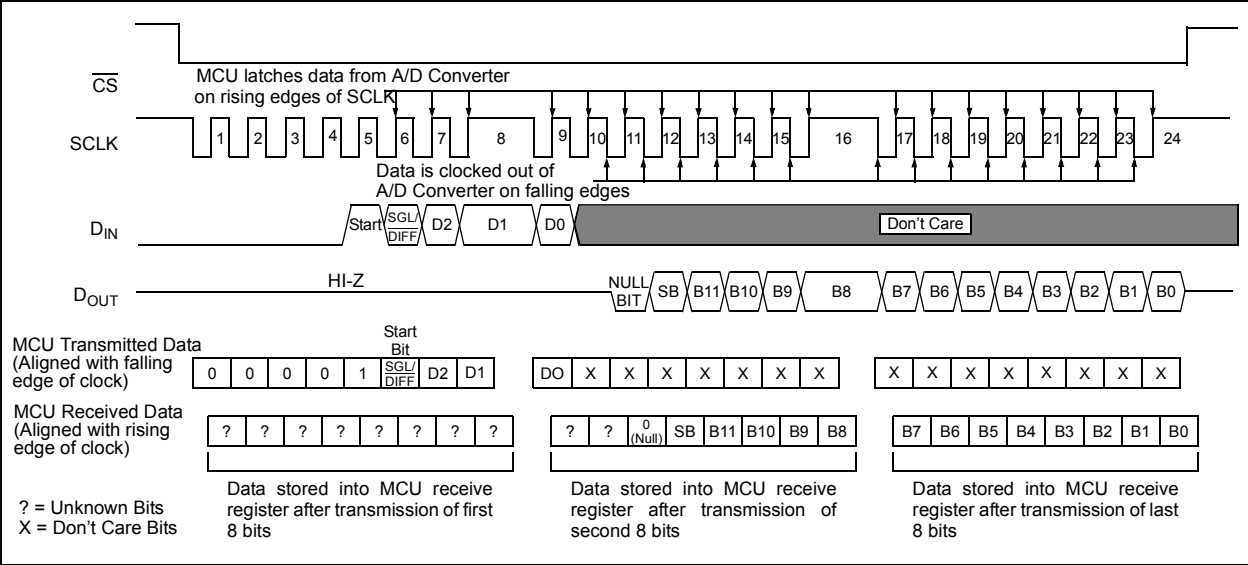 CS
MCU latches data from A/D Converter
on rising edges of SCLK
SCLK
1 2 3 4 5 6 7 8 9 10 11 12 13 14 15 16 17 18 19 20 21 22 23 24
Data is clocked out of
A/D Converter on falling edges
DIN
Start SGL/DIFF D2 D1 D0 Don't Care
DOUT
HI-Z
NULL BIT SB B11 B10 B9 B8 B7 B6 B5 B4 B3 B2 B1 B0
Start
Bit
MCU Transmitted Data
(Aligned with falling
edge of clock)
0 0 0 0 1 SGL/DIFF D2 D1
DO X X X X X X X
X X X X X X X X
MCU Received Data
(Aligned with rising
edge of clock)
? ? ? ? ? ? ? ?
? ? 0 (Null) SB B11 B10 B9 B8
B7 B6 B5 B4 B3 B2 B1 B0
? = Unknown Bits
X = Don't Care Bits
Data stored into MCU receive
register after transmission of first
8 bits
Data stored into MCU receive
register after transmission of
second 8 bits
Data stored into MCU receive
register after transmission of last
8 bits